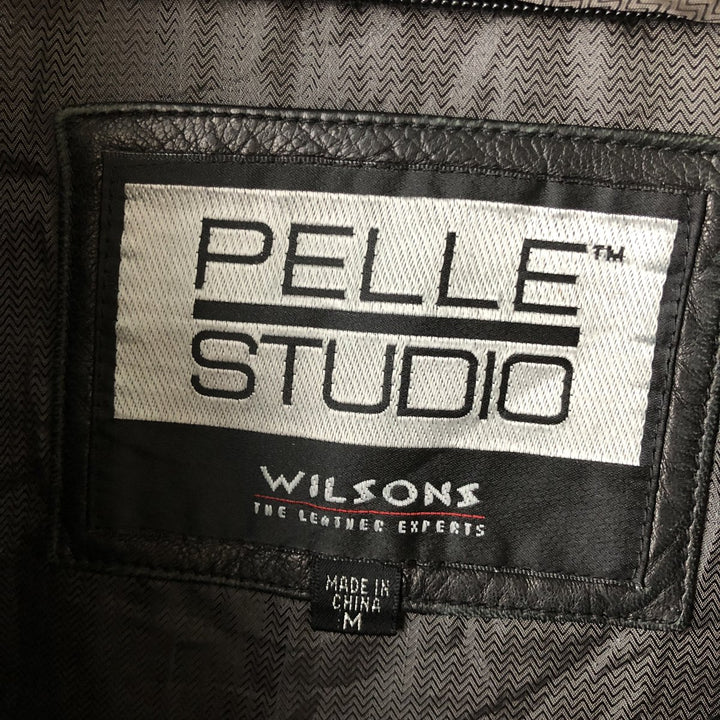 PELLE™
STUDIO
WILSONS
THE LEATHER EXPERTS
MADE IN
CHINA
M